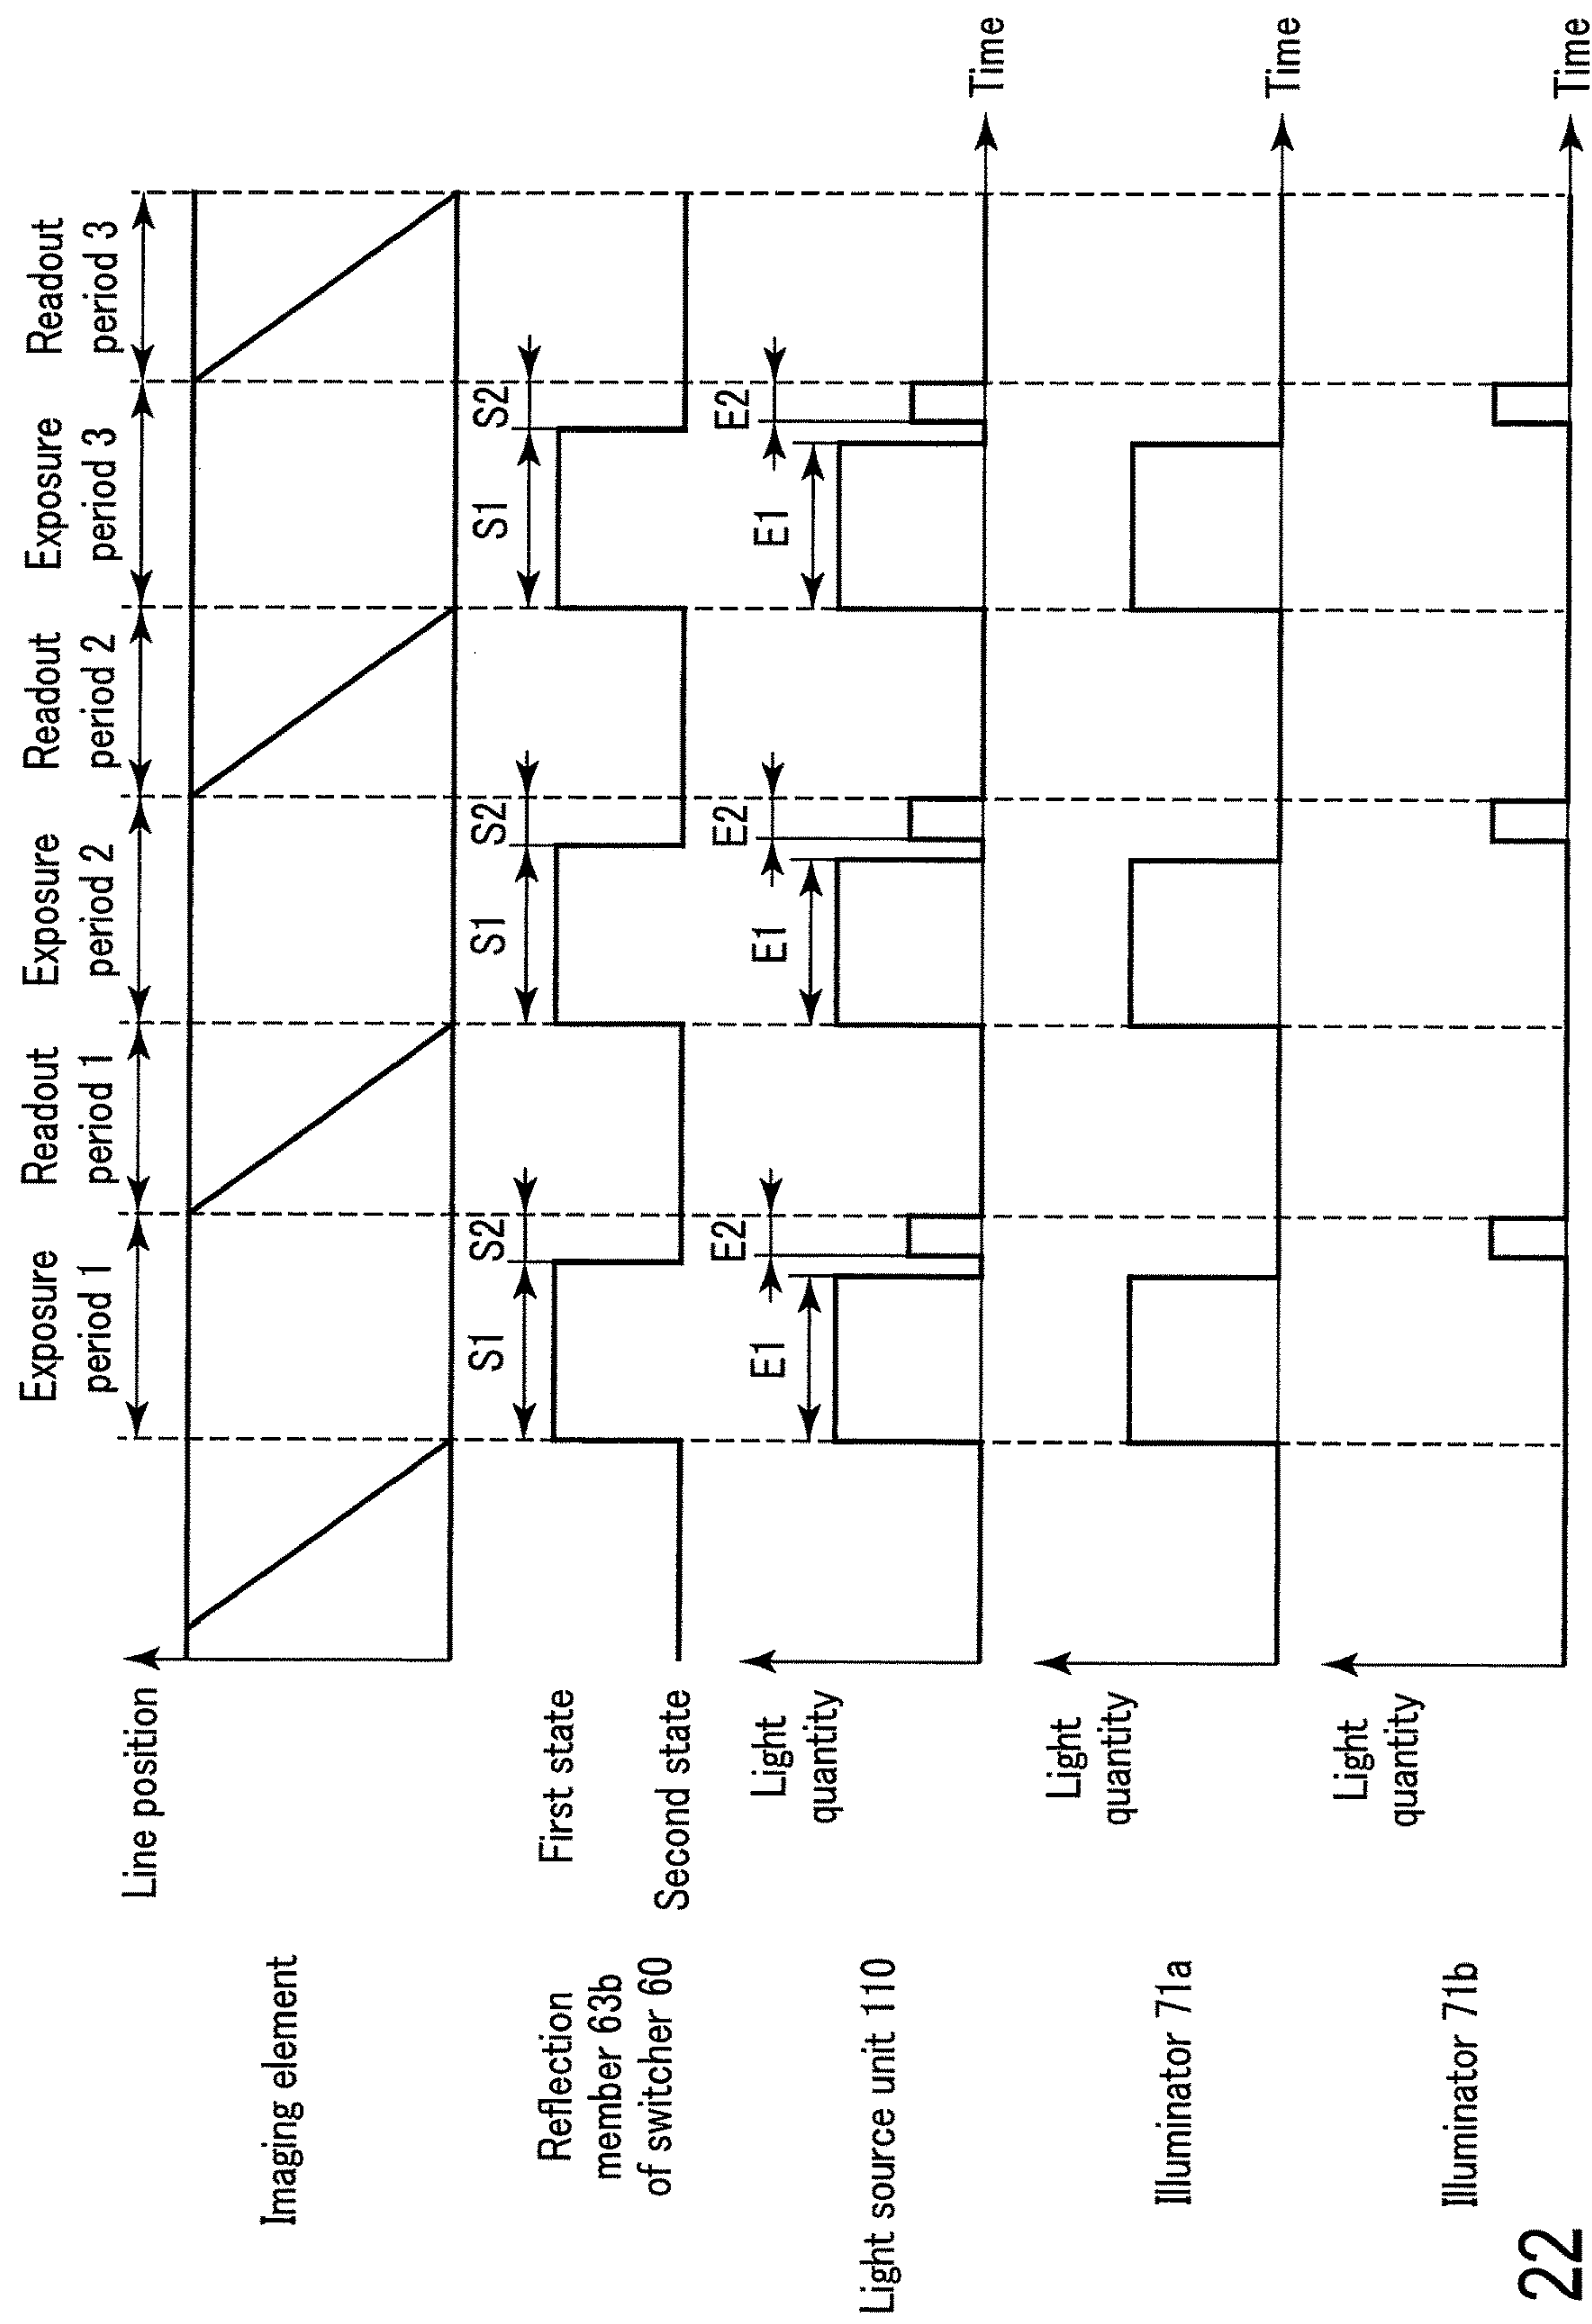 Exposure
period 1
Readout
period 1
Exposure
period 2
Readout
period 2
Exposure
period 3
Readout
period 3
Imaging element
Line position
Reflection
member 63b
of switcher 60
First state
Second state
S1
S2
S1
S2
S1
S2
Light source unit 110
Light
quantity
E1
E2
E1
E2
E1
E2
Time
Illuminator 71a
Light
quantity
Time
Illuminator 71b
Light
quantity
Time
22